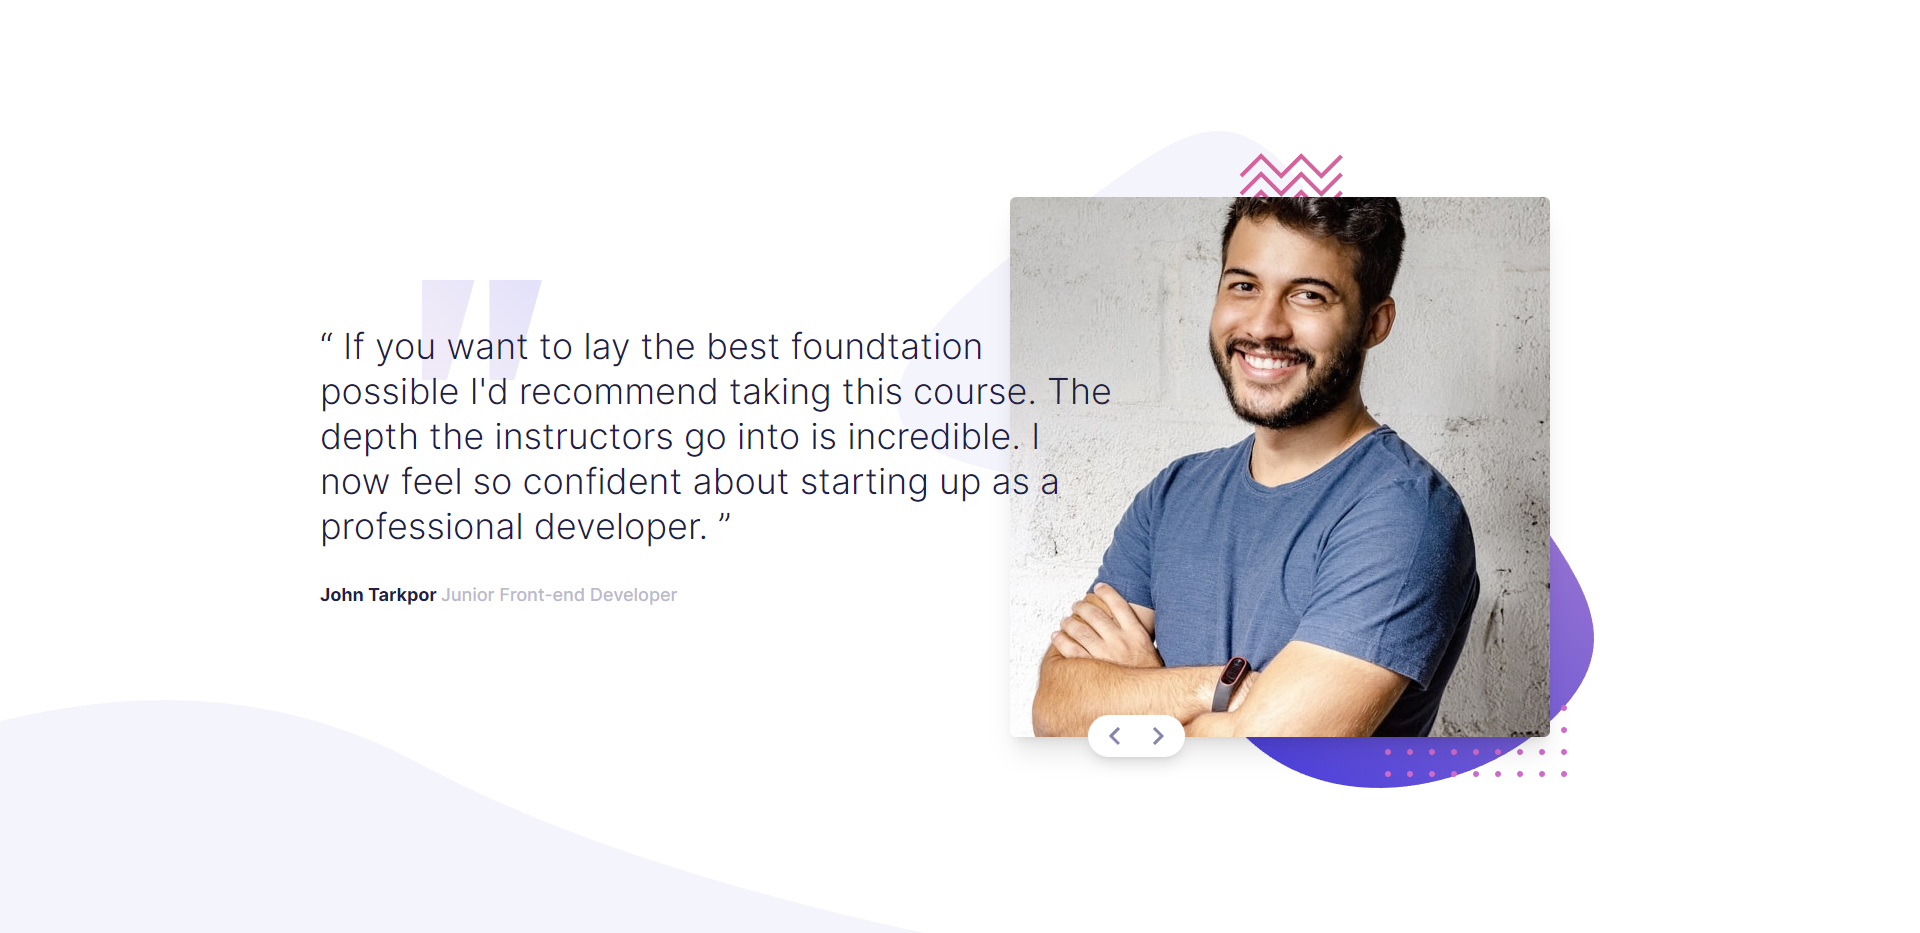 “ If you want to lay the best foundtation
possible I'd recommend taking this course. The
depth the instructors go into is incredible. I
now feel so confident about starting up as a
professional developer. ”
John Tarkpor Junior Front-end Developer